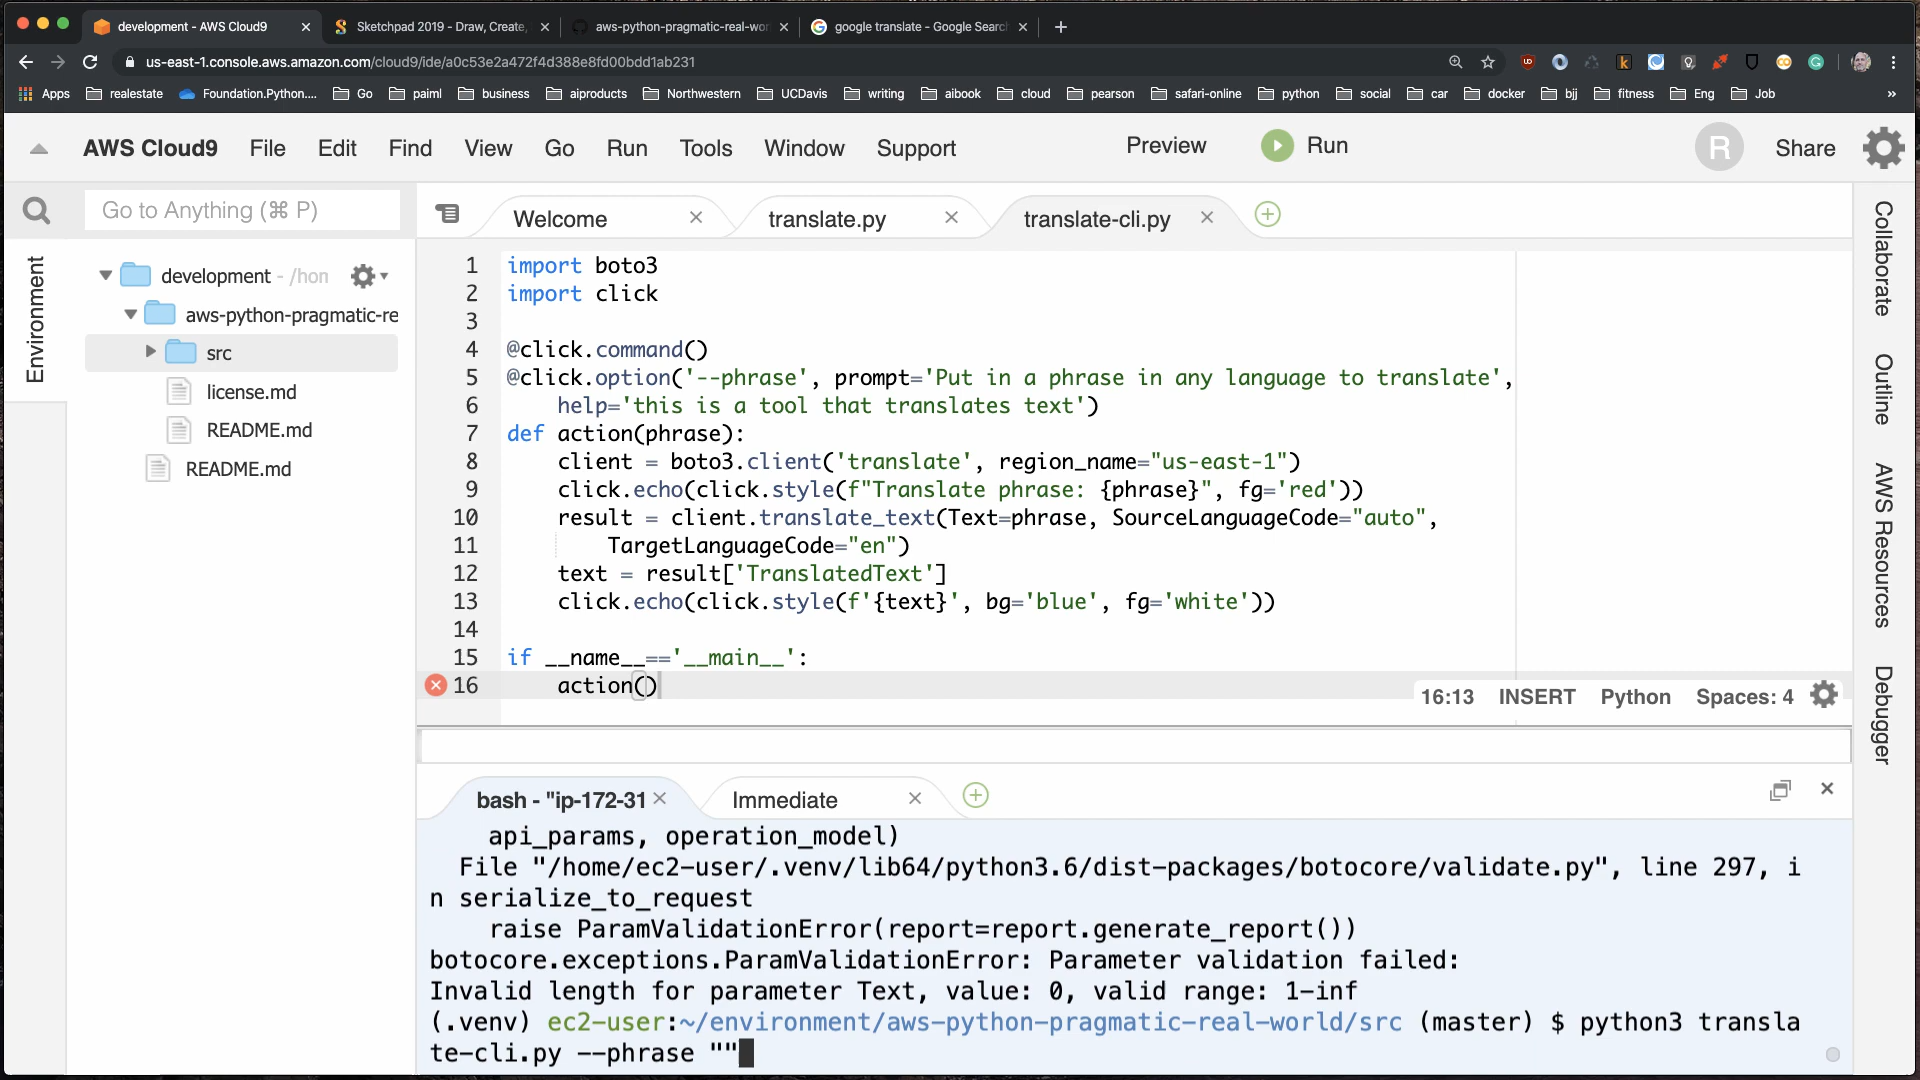 development - AWS Cloud9
Sketchpad 2019 - Draw, Create,
aws-python-pragmatic-real-wor
google translate - Google Search
us-east-1.console.aws.amazon.com/cloud9/ide/a0c53e2a472f4d388e8fd00bdd1ab231
Apps realestate Foundation.Python.... Go paiml business aiproducts Northwestern UCDavis writing aibook cloud pearson safari-online python social car docker bjj fitness Eng Job »
AWS Cloud9 File Edit Find View Go Run Tools Window Support Preview Run R Share
Go to Anything (⌘ P)
Welcome translate.py translate-cli.py
Environment
development - /hon
aws-python-pragmatic-re
src
license.md
README.md
README.md
1 import boto3
2 import click
3
4 @click.command()
5 @click.option('--phrase', prompt='Put in a phrase in any language to translate',
6 help='this is a tool that translates text')
7 def action(phrase):
8 client = boto3.client('translate', region_name="us-east-1")
9 click.echo(click.style(f"Translate phrase: {phrase}", fg='red'))
10 result = client.translate_text(Text=phrase, SourceLanguageCode="auto",
11 TargetLanguageCode="en")
12 text = result['TranslatedText']
13 click.echo(click.style(f'{text}', bg='blue', fg='white'))
14
15 if __name__=='__main__':
16 action()
16:13 INSERT Python Spaces: 4
Collaborate
Outline
AWS Resources
Debugger
bash - "ip-172-31 Immediate
api_params, operation_model)
File "/home/ec2-user/.venv/lib64/python3.6/dist-packages/botocore/validate.py", line 297, i
n serialize_to_request
raise ParamValidationError(report=report.generate_report())
botocore.exceptions.ParamValidationError: Parameter validation failed:
Invalid length for parameter Text, value: 0, valid range: 1-inf
(.venv) ec2-user:~/environment/aws-python-pragmatic-real-world/src (master) $ python3 transla
te-cli.py --phrase ""